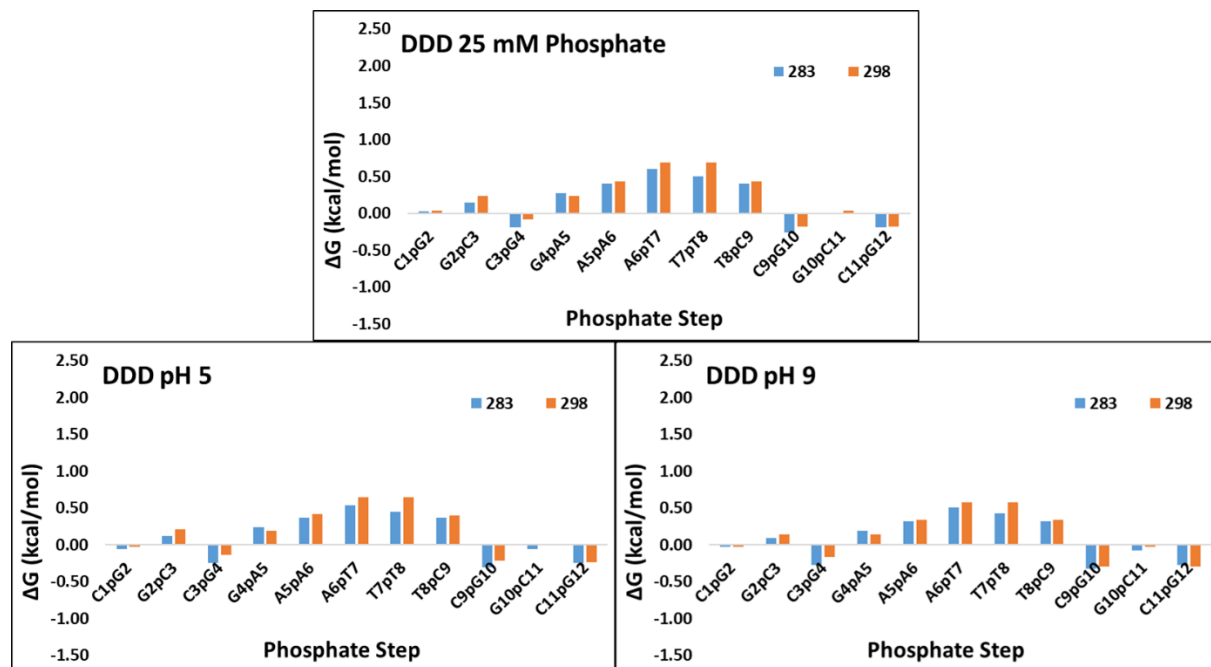 DDD 25 mM Phosphate
283 298
ΔG (kcal/mol)
2.50
2.00
1.50
1.00
0.50
0.00
-0.50
-1.00
-1.50
C1pG2 G2pC3 C3pG4 G4pA5 A5pA6 A6pT7 T7pT8 T8pC9 C9pG10 G10pC11 C11pG12
Phosphate Step
DDD pH 5
283 298
ΔG (kcal/mol)
2.50
2.00
1.50
1.00
0.50
0.00
-0.50
-1.00
-1.50
C1pG2 G2pC3 C3pG4 G4pA5 A5pA6 A6pT7 T7pT8 T8pC9 C9pG10 G10pC11 C11pG12
Phosphate Step
DDD pH 9
283 298
ΔG (kcal/mol)
2.50
2.00
1.50
1.00
0.50
0.00
-0.50
-1.00
-1.50
C1pG2 G2pC3 C3pG4 G4pA5 A5pA6 A6pT7 T7pT8 T8pC9 C9pG10 G10pC11 C11pG12
Phosphate Step